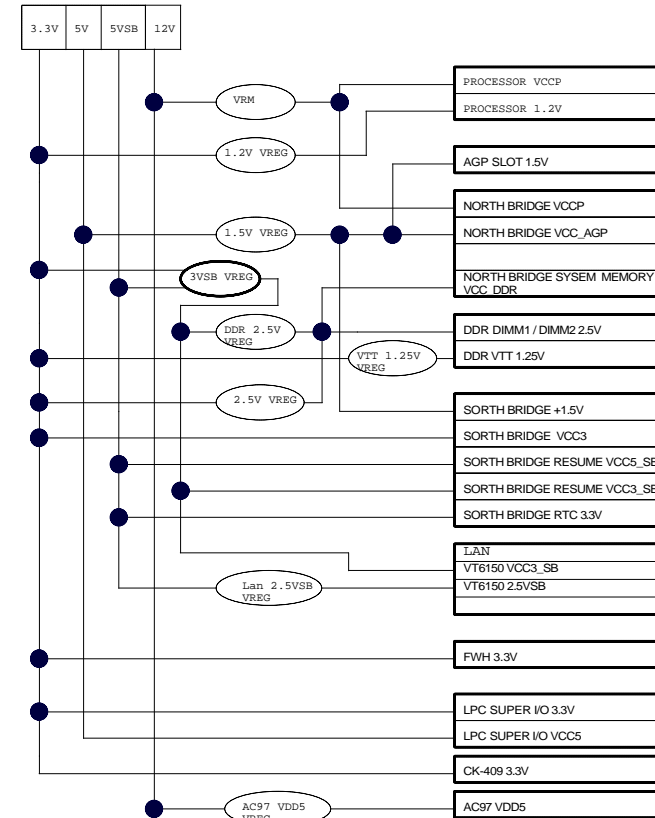 3.3V 5V 5VSB 12V
VRM
PROCESSOR VCCP
PROCESSOR 1.2V
1.2V VREG
AGP SLOT 1.5V
NORTH BRIDGE VCCP
1.5V VREG
NORTH BRIDGE VCC_AGP
3VSB VREG
NORTH BRIDGE SYSEM MEMORY
VCC_DDR
DDR 2.5V
VREG
DDR DIMM1 / DIMM2 2.5V
VTT 1.25V
VREG
DDR VTT 1.25V
2.5V VREG
SORTH BRIDGE +1.5V
SORTH BRIDGE VCC3
SORTH BRIDGE RESUME VCC5_SB
SORTH BRIDGE RESUME VCC3_SB
SORTH BRIDGE RTC 3.3V
LAN
VT6150 VCC3_SB
Lan 2.5VSB
VREG
VT6150 2.5VSB
FWH 3.3V
LPC SUPER I/O 3.3V
LPC SUPER I/O VCC5
CK-409 3.3V
AC97 VDD5
VREG
AC97 VDD5